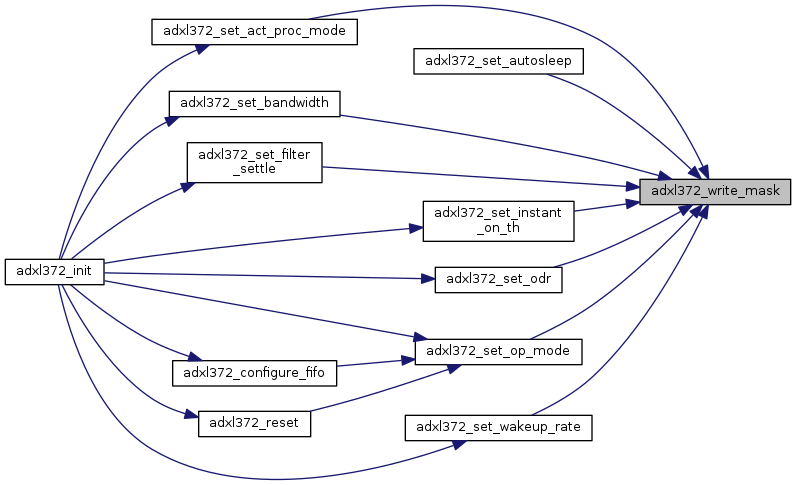 adxl372_set_act_proc_mode
adxl372_set_autosleep
adxl372_set_bandwidth
adxl372_set_filter
_settle
adxl372_write_mask
adxl372_set_instant
_on_th
adxl372_init
adxl372_set_odr
adxl372_set_op_mode
adxl372_configure_fifo
adxl372_reset
adxl372_set_wakeup_rate